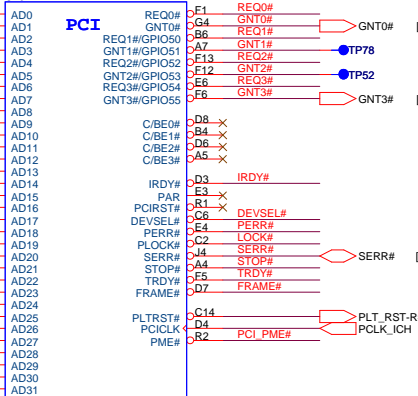 PCI
AD0 REQ0# F1 REQ0#
AD1 GNT0# G4 GNT0# GNT0#
AD2 REQ1#/GPIO50 B6 REQ1#
AD3 GNT1#/GPIO51 A7 GNT1# TP78
AD4 REQ2#/GPIO52 F13 REQ2#
AD5 GNT2#/GPIO53 F12 GNT2# TP52
AD6 REQ3#/GPIO54 E6 REQ3#
AD7 GNT3#/GPIO55 F6 GNT3# GNT3#
AD8
AD9 C/BE0# D8
AD10 C/BE1# B4
AD11 C/BE2# D6
AD12 C/BE3# A5
AD13
AD14 IRDY# D3 IRDY#
AD15 PAR E3
AD16 PCIRST# R1
AD17 DEVSEL# C6 DEVSEL#
AD18 PERR# E4 PERR#
AD19 PLOCK# C2 LOCK#
AD20 SERR# J4 SERR# SERR#
AD21 STOP# A4 STOP#
AD22 TRDY# F5 TRDY#
AD23 FRAME# D7 FRAME#
AD24
AD25 PLTRST# C14 PLT_RST-R
AD26 PCICLK D4 PCLK_ICH
AD27 PME# R2 PCI_PME#
AD28
AD29
AD30
AD31